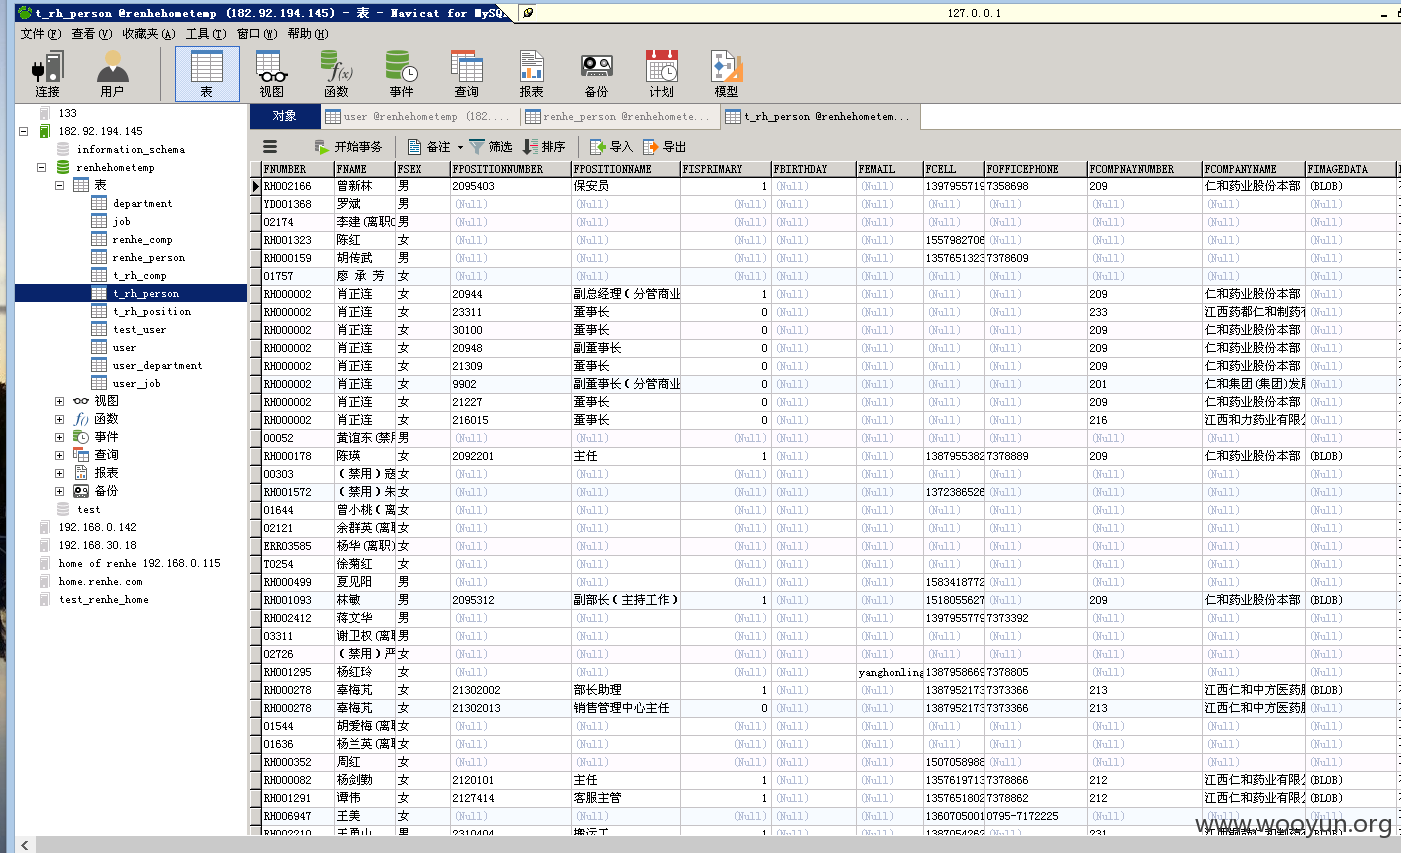 t_rh_person @renhehometemp (182.92.194.145) - 表 - Navicat for MySQ
127.0.0.1
文件(F) 查看(V) 收藏夹(A) 工具(T) 窗口(W) 帮助(H)
连接 用户 表 视图 函数 事件 查询 报表 备份 计划 模型
133
182.92.194.145
information_schema
renhehometemp
表
department
job
renhe_comp
renhe_person
t_rh_comp
t_rh_person
t_rh_position
test_user
user
user_department
user_job
视图
函数
事件
查询
报表
备份
test
192.168.0.142
192.168.30.18
home of renhe 192.168.0.115
home.renhe.com
test_renhe_home
对象 user @renhehometemp (182.... renhe_person @renhehomete... t_rh_person @renhehometem...
开始事务 备注 筛选 排序 导入 导出
FNUMBER FNAME FSEX FPOSITIONNUMBER FPOSITIONNAME FISPRIMARY FBIRTHDAY FEMAIL FCELL FOFFICEPHONE FCOMPNAYNUMBER FCOMPANYNAME FIMAGEDATA
RH002166 曾新林 男 2095403 保安员 1 (Null) (Null) 1397955719 7358698 209 仁和药业股份本部 (BLOB)
YD001368 罗斌 男 (Null) (Null) (Null) (Null) (Null) (Null) (Null) (Null) (Null) (Null)
02174 李建(离职 男 (Null) (Null) (Null) (Null) (Null) (Null) (Null) (Null) (Null) (Null)
RH001323 陈红 女 (Null) (Null) (Null) (Null) (Null) 1557982706 (Null) (Null) (Null) (Null)
RH000159 胡传武 男 (Null) (Null) (Null) (Null) (Null) 1357651323 7378609 (Null) (Null) (Null)
01757 廖 承 芳 女 (Null) (Null) (Null) (Null) (Null) (Null) (Null) (Null) (Null) (Null)
RH000002 肖正连 女 20944 副总经理(分管商业 1 (Null) (Null) (Null) (Null) 209 仁和药业股份本部 (Null)
RH000002 肖正连 女 23311 董事长 0 (Null) (Null) (Null) (Null) 233 江西药都仁和制药 (Null)
RH000002 肖正连 女 30100 董事长 0 (Null) (Null) (Null) (Null) 209 仁和药业股份本部 (Null)
RH000002 肖正连 女 20948 副董事长 0 (Null) (Null) (Null) (Null) 209 仁和药业股份本部 (Null)
RH000002 肖正连 女 21309 董事长 0 (Null) (Null) (Null) (Null) 209 仁和药业股份本部 (Null)
RH000002 肖正连 女 9902 副董事长(分管商业 0 (Null) (Null) (Null) (Null) 201 仁和集团(集团)发 (Null)
RH000002 肖正连 女 21227 董事长 0 (Null) (Null) (Null) (Null) 209 仁和药业股份本部 (Null)
RH000002 肖正连 女 216015 董事长 0 (Null) (Null) (Null) (Null) 216 江西和力药业有限 (Null)
00052 黄谊东(禁 男 (Null) (Null) (Null) (Null) (Null) (Null) (Null) (Null) (Null) (Null)
RH000178 陈瑛 女 2092201 主任 1 (Null) (Null) 1387955382 7378889 209 仁和药业股份本部 (BLOB)
00303 (禁用)寇 女 (Null) (Null) (Null) (Null) (Null) (Null) (Null) (Null) (Null) (Null)
RH001572 (禁用)朱 女 (Null) (Null) (Null) (Null) (Null) 1372386526 (Null) (Null) (Null) (Null)
01644 曾小桃(离 女 (Null) (Null) (Null) (Null) (Null) (Null) (Null) (Null) (Null) (Null)
02121 余群英(离职 女 (Null) (Null) (Null) (Null) (Null) (Null) (Null) (Null) (Null) (Null)
ERR03585 杨华(离职) 女 (Null) (Null) (Null) (Null) (Null) (Null) (Null) (Null) (Null) (Null)
T0254 徐菊红 女 (Null) (Null) (Null) (Null) (Null) (Null) (Null) (Null) (Null) (Null)
RH000499 夏见阳 男 (Null) (Null) (Null) (Null) (Null) 1583418772 (Null) (Null) (Null) (Null)
RH001093 林敏 男 2095312 副部长(主持工作) 1 (Null) (Null) 1518055627 (Null) 209 仁和药业股份本部 (BLOB)
RH002412 蒋文华 男 (Null) (Null) (Null) (Null) (Null) 1397955779 7373392 (Null) (Null) (Null)
03311 谢卫权(离职 男 (Null) (Null) (Null) (Null) (Null) (Null) (Null) (Null) (Null) (Null)
02726 (禁用)严 女 (Null) (Null) (Null) (Null) (Null) (Null) (Null) (Null) (Null) (Null)
RH001295 杨红玲 女 (Null) (Null) (Null) (Null) yanghonling 1387958669 7378805 (Null) (Null) (Null)
RH000278 辜梅芃 女 21302002 部长助理 1 (Null) (Null) 1387952173 7373366 213 江西仁和中方医药 (BLOB)
RH000278 辜梅芃 女 21302013 销售管理中心主任 0 (Null) (Null) 1387952173 7373366 213 江西仁和中方医药 (BLOB)
01544 胡爱梅(离职 女 (Null) (Null) (Null) (Null) (Null) (Null) (Null) (Null) (Null) (Null)
01636 杨兰英(离职 女 (Null) (Null) (Null) (Null) (Null) (Null) (Null) (Null) (Null) (Null)
RH000352 周红 女 (Null) (Null) (Null) (Null) (Null) 1507058988 (Null) (Null) (Null) (Null)
RH000082 杨剑勤 女 2120101 主任 1 (Null) (Null) 1357619713 7378866 212 江西仁和药业有限 (BLOB)
RH001291 谭伟 女 2127414 客服主管 1 (Null) (Null) 1357651802 7378862 212 江西仁和药业有限 (BLOB)
RH006947 王美 女 (Null) (Null) (Null) (Null) (Null) 1360705001 0795-7172225 (Null) (Null) (Null)
RH002210 王勇山 男 2310404 搬运工 1 (Null) (Null) 1387054262 (Null) 231
www.wooyun.org